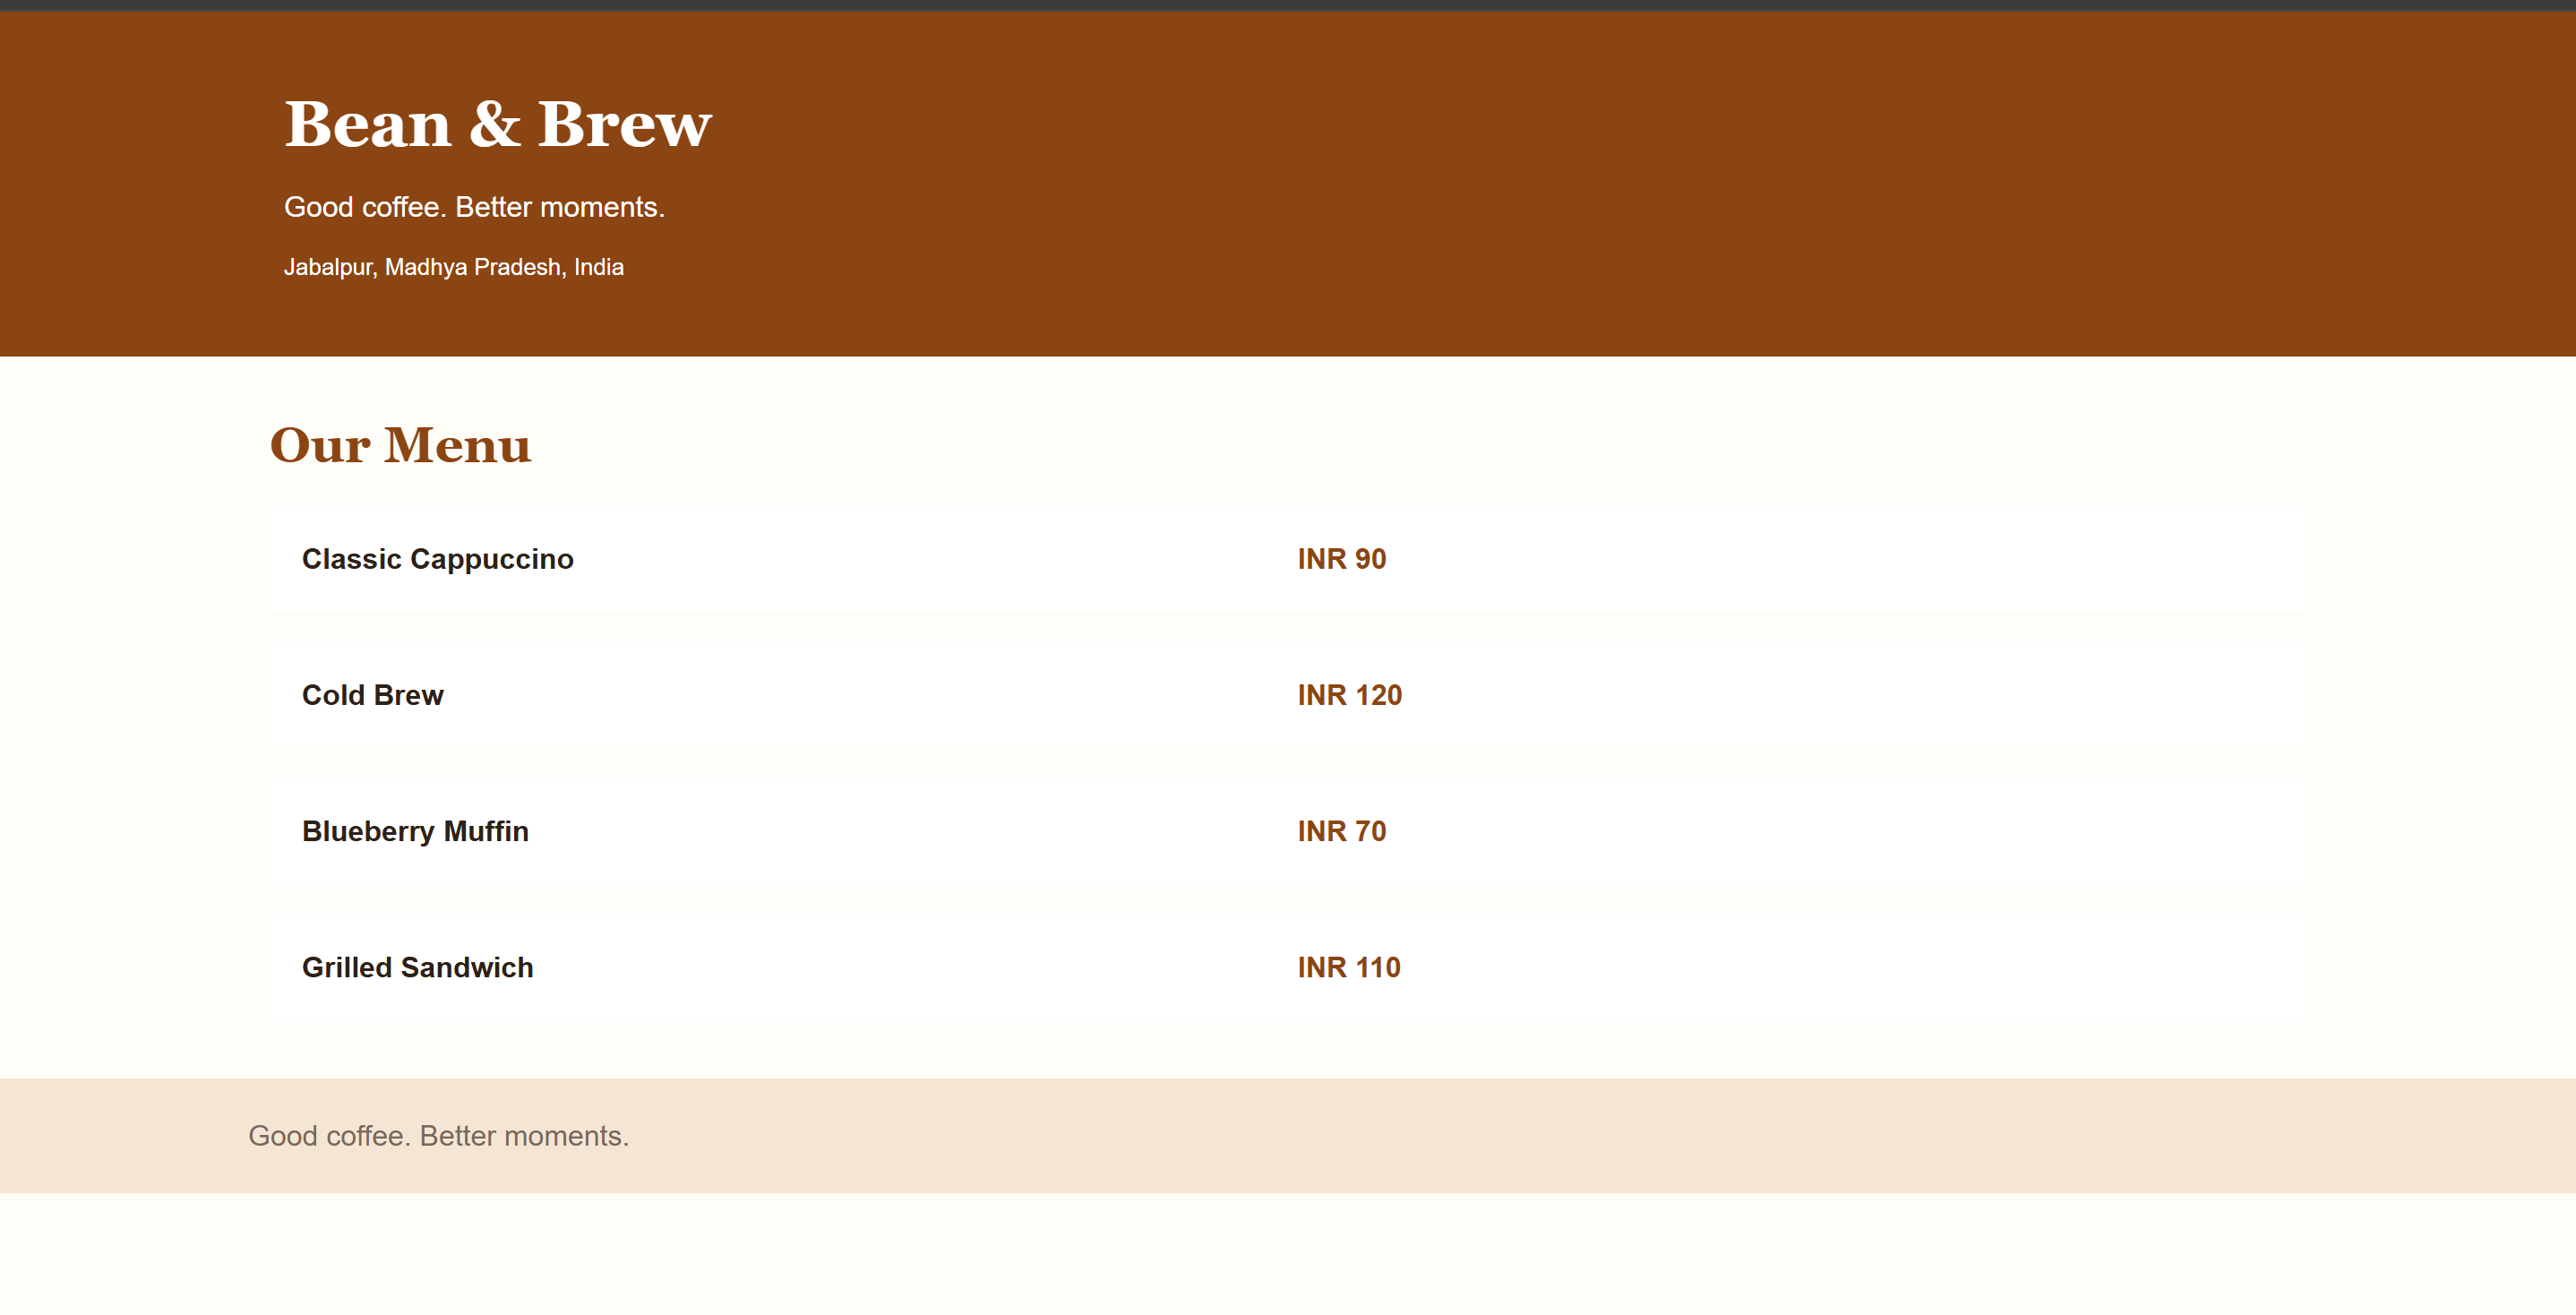 Bean & Brew
Good coffee. Better moments.
Jabalpur, Madhya Pradesh, India
Our Menu
Classic Cappuccino INR 90
Cold Brew INR 120
Blueberry Muffin INR 70
Grilled Sandwich INR 110
Good coffee. Better moments.